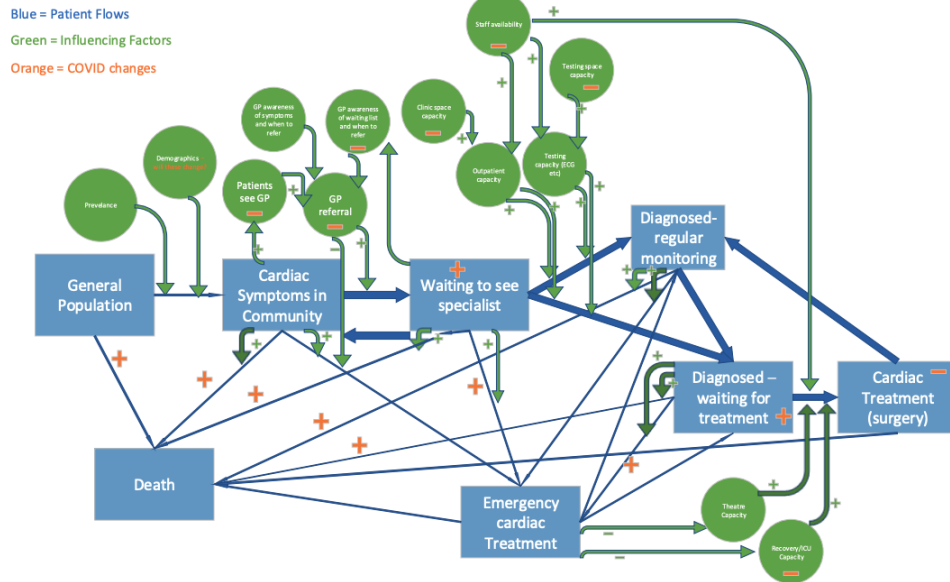 Blue = Patient Flows
Green = Influencing Factors
Orange = COVID changes
Staff availability
Testing space
capacity
Clinic space
capacity
GP awareness
of symptoms
and when to
refer
GP awareness
of waiting list
and when to
refer
Demographics
Outpatient
capacity
Testing
capacity (ECG
etc)
Patients
see GP
GP
referral
Prevelance
General
Population
Cardiac
Symptoms in
Community
Waiting to see
specialist
Diagnosed-
regular
monitoring
Diagnosed –
waiting for
treatment
Cardiac
Treatment
(surgery)
Death
Emergency
cardiac
Treatment
Theatre
Capacity
Recovery/ICU
Capacity